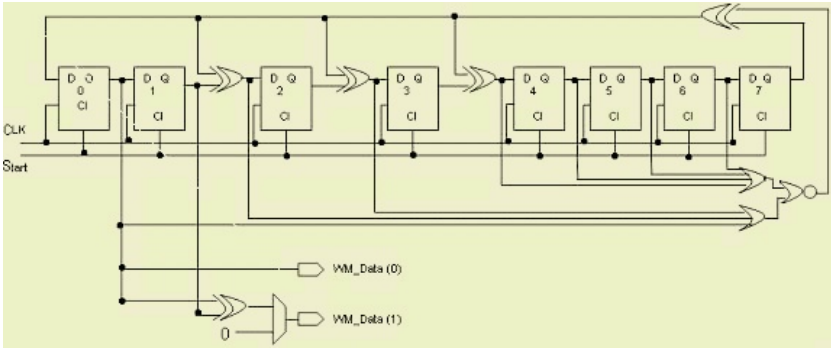 D Q D Q D Q D Q D Q D Q D Q D Q
0 1 2 3 4 5 6 7
CI CI CI CI CI CI CI CI
CLK
Start
WM_Data (0)
WM_Data (1)
0